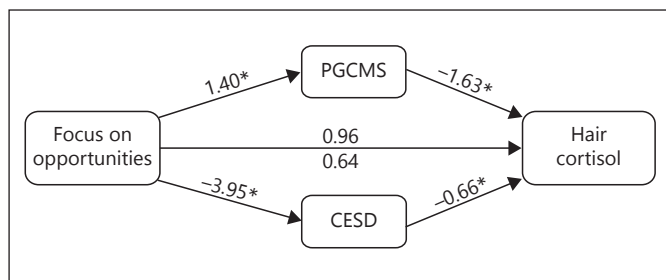 PGCMS
1.40*
−1.63*
Focus on
opportunities
0.96
0.64
Hair
cortisol
−3.95*
−0.66*
CESD